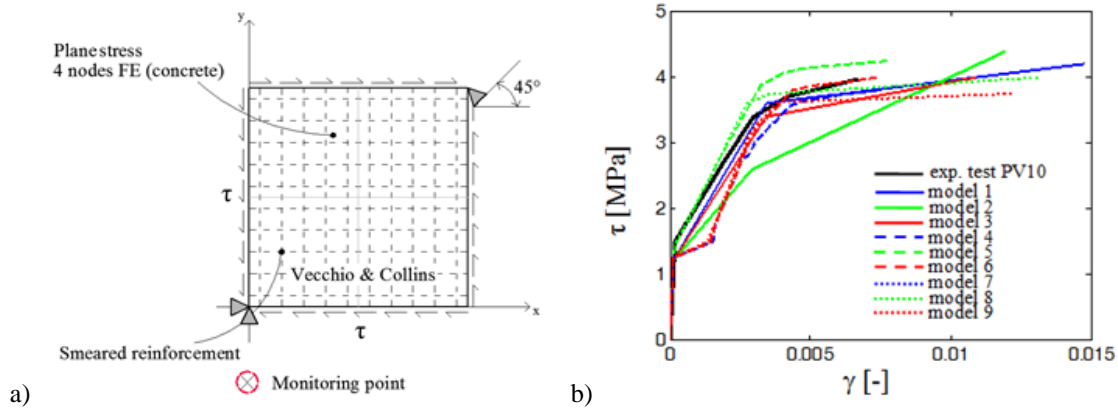 y
Plane stress
4 nodes FE (concrete)
45°
τ
Vecchio & Collins
x
τ
Smeared reinforcement
Monitoring point
a)
5
4
3
2
1
0
τ [MPa]
exp. test PV10
model 1
model 2
model 3
model 4
model 5
model 6
model 7
model 8
model 9
0 0.005 0.01 0.015
γ [-]
b)